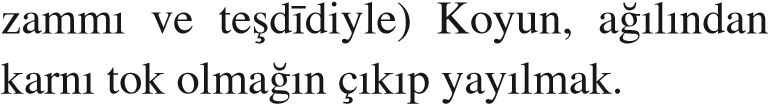 zammı ve teşdīdiyle) Koyun, ağılından
karnı tok olmağın çıkıp yayılmak.